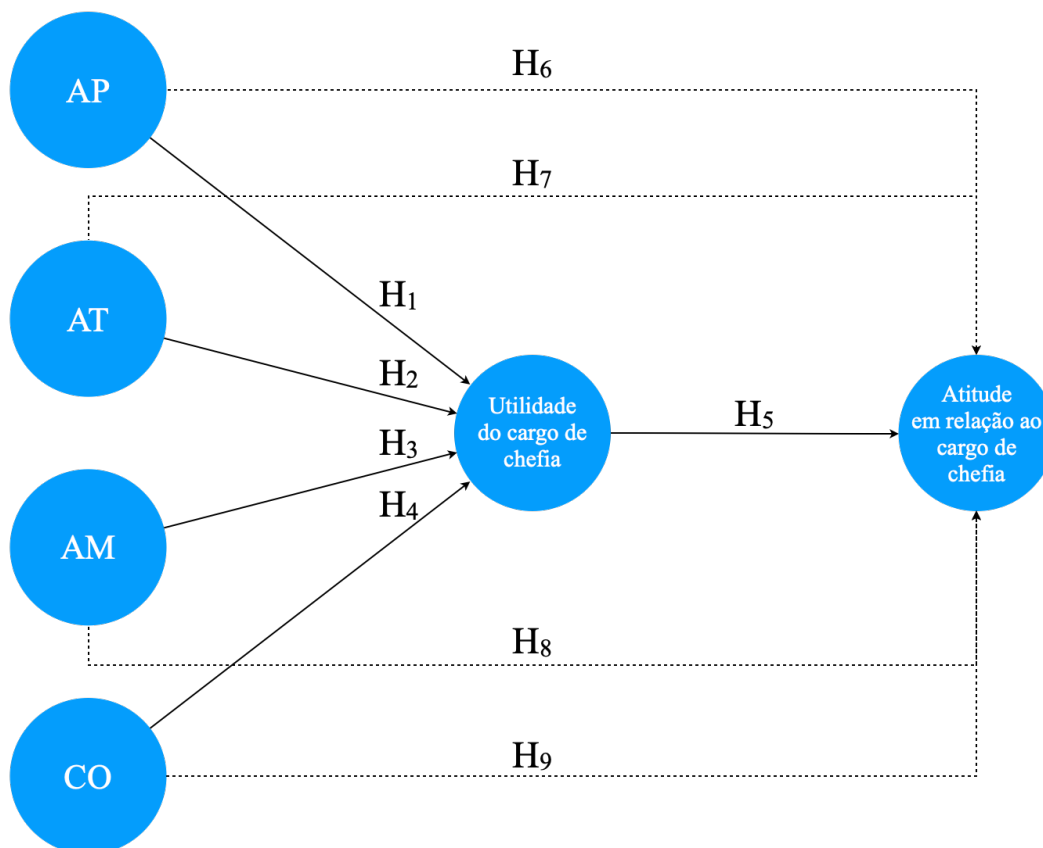 H6
AP
H7
H1
AT
H2
Utilidade
do cargo de
chefia
H5
Atitude
em relação ao
cargo de
chefia
H3
H4
AM
H8
H9
CO